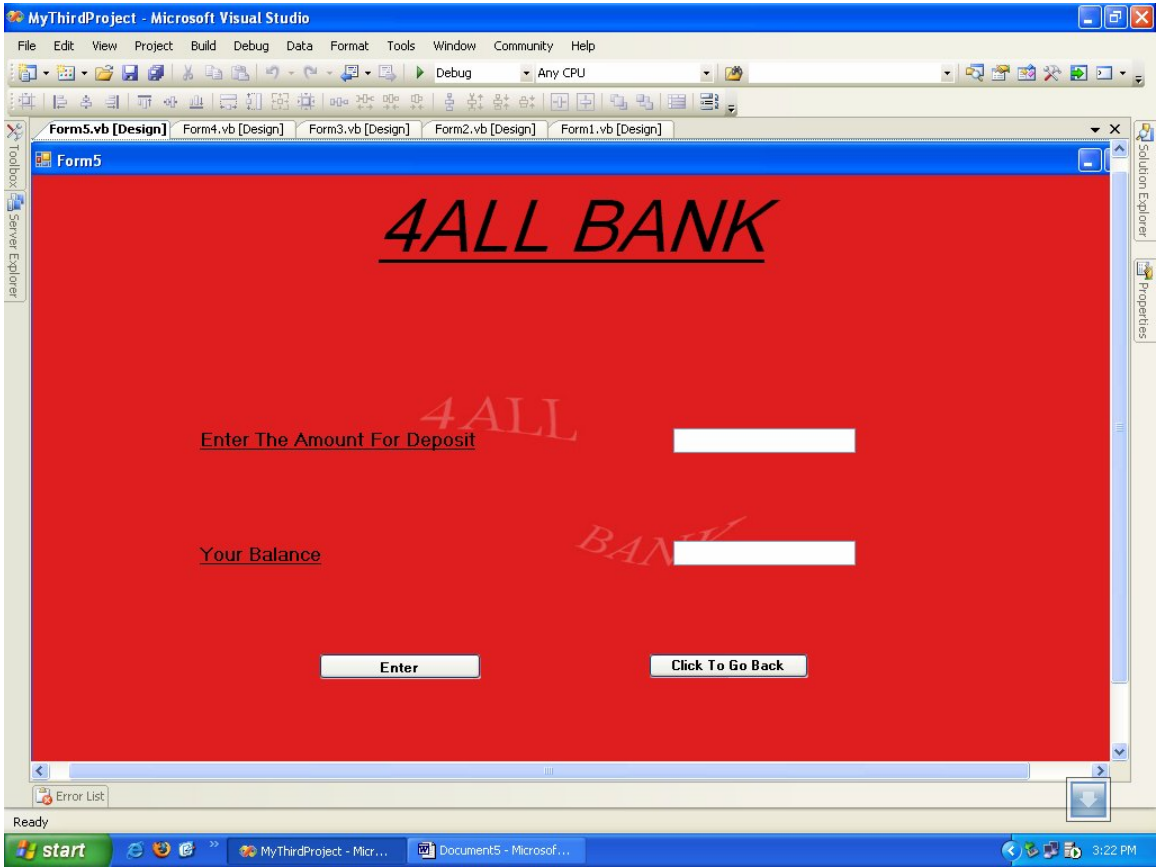 MyThirdProject - Microsoft Visual Studio
File Edit View Project Build Debug Data Format Tools Window Community Help
Debug Any CPU
Form5.vb [Design] Form4.vb [Design] Form3.vb [Design] Form2.vb [Design] Form1.vb [Design]
Toolbox
Server Explorer
Solution Explorer
Properties
Form5
4ALL BANK
4ALL
Enter The Amount For Deposit
BANK
Your Balance
Enter Click To Go Back
Error List
Ready
start MyThirdProject - Micr... Document5 - Microsof... 3:22 PM